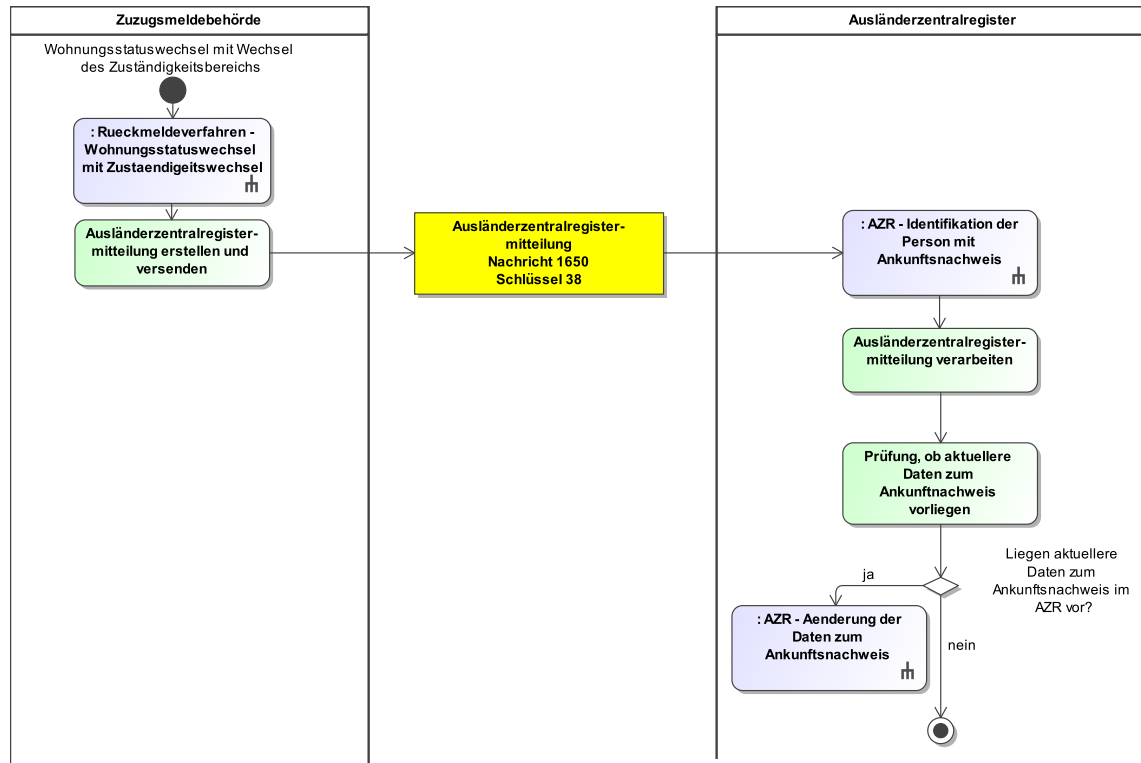 Zuzugsmeldebehörde
Wohnungsstatuswechsel mit Wechsel
des Zuständigkeitsbereichs
: Rueckmeldeverfahren -
Wohnungsstatuswechsel
mit Zustaendigeitswechsel
Ausländerzentralregister-
mitteilung erstellen und
versenden
Ausländerzentralregister-
mitteilung
Nachricht 1650
Schlüssel 38
Ausländerzentralregister
: AZR - Identifikation der
Person mit
Ankunftsnachweis
Ausländerzentralregister-
mitteilung verarbeiten
Prüfung, ob aktuellere
Daten zum
Ankunftnachweis
vorliegen
Liegen aktuellere
Daten zum
Ankunftsnachweis im
AZR vor?
ja
: AZR - Aenderung der
Daten zum
Ankunftsnachweis
nein